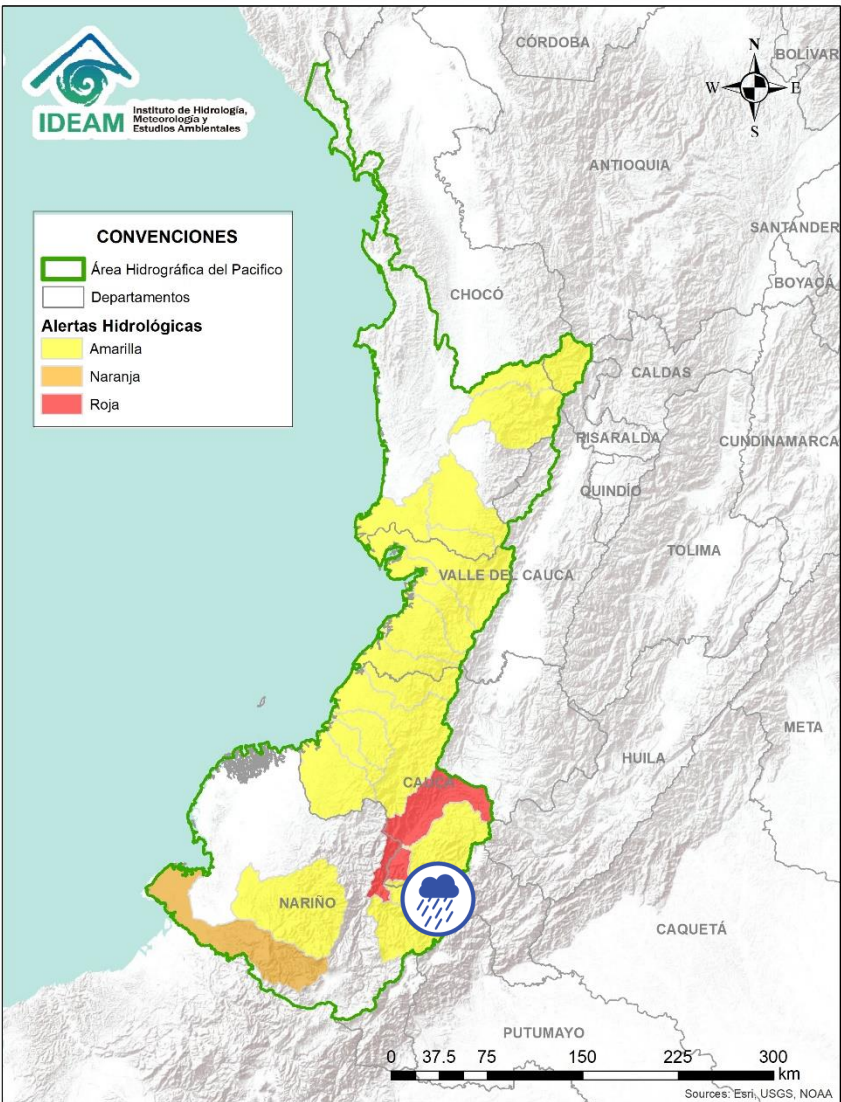 IDEAM
Instituto de Hidrología,
Meteorología y
Estudios Ambientales
CÓRDOBA
BOLÍVAR
N
W
E
S
ANTIOQUIA
SANTANDER
BOYACÁ
CONVENCIONES
Área Hidrográfica del Pacifico
Departamentos
Alertas Hidrológicas
Amarilla
Naranja
Roja
CHOCÓ
CALDAS
RISARALDA
CUNDINAMARCA
QUINDÍO
TOLIMA
VALLE DEL CAUCA
META
HUILA
CAUCA
NARIÑO
CAQUETÁ
PUTUMAYO
0 37.5 75 150 225 300
km
Sources: Esri, USGS, NOAA